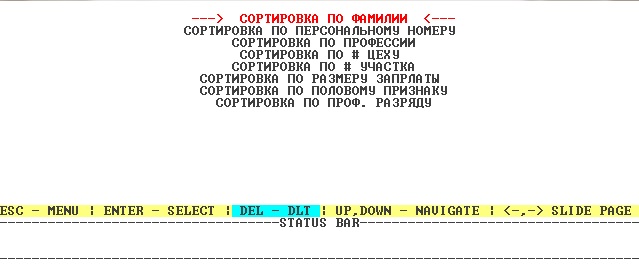 ---> СОРТИРОВКА ПО ФАМИЛИИ <---
СОРТИРОВКА ПО ПЕРСОНАЛЬНОМУ НОМЕРУ
СОРТИРОВКА ПО ПРОФЕССИИ
СОРТИРОВКА ПО # ЦЕХУ
СОРТИРОВКА ПО # УЧАСТКА
СОРТИРОВКА ПО РАЗМЕРУ ЗАПРЛАТЫ
СОРТИРОВКА ПО ПОЛОВОМУ ПРИЗНАКУ
СОРТИРОВКА ПО ПРОФ. РАЗРЯДУ
ESC - MENU ¦ ENTER - SELECT ¦ DEL - DLT ¦ UP,DOWN - NAVIGATE ¦ <-,-> SLIDE PAGE
STATUS BAR